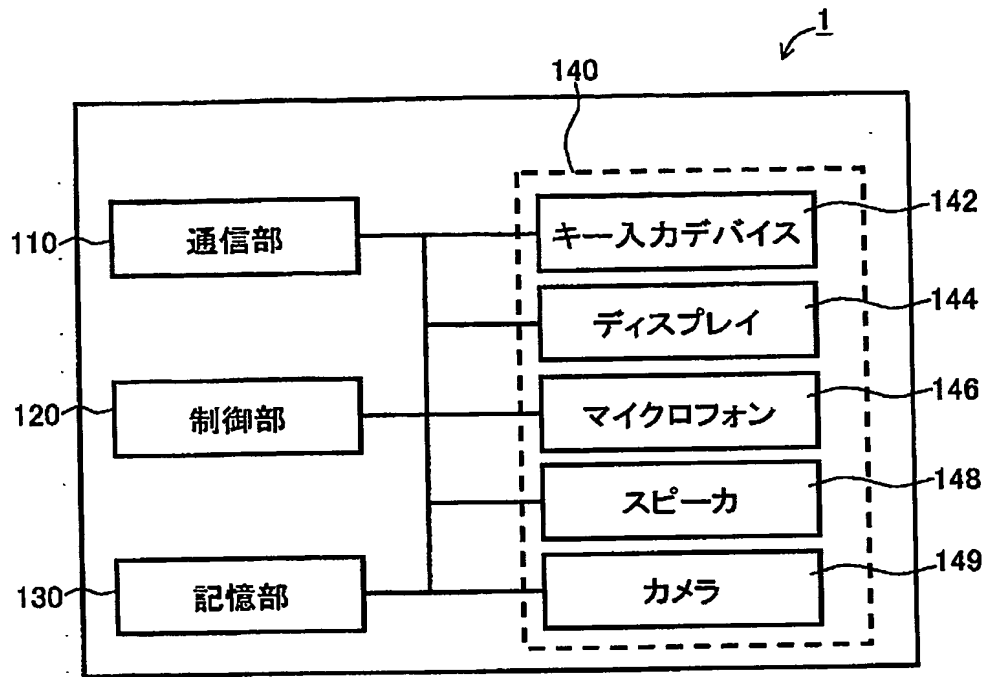 1
140
110
通信部
キー入力デバイス
142
ディスプレイ
144
120
制御部
マイクロフォン
146
スピーカ
148
130
記憶部
カメラ
149